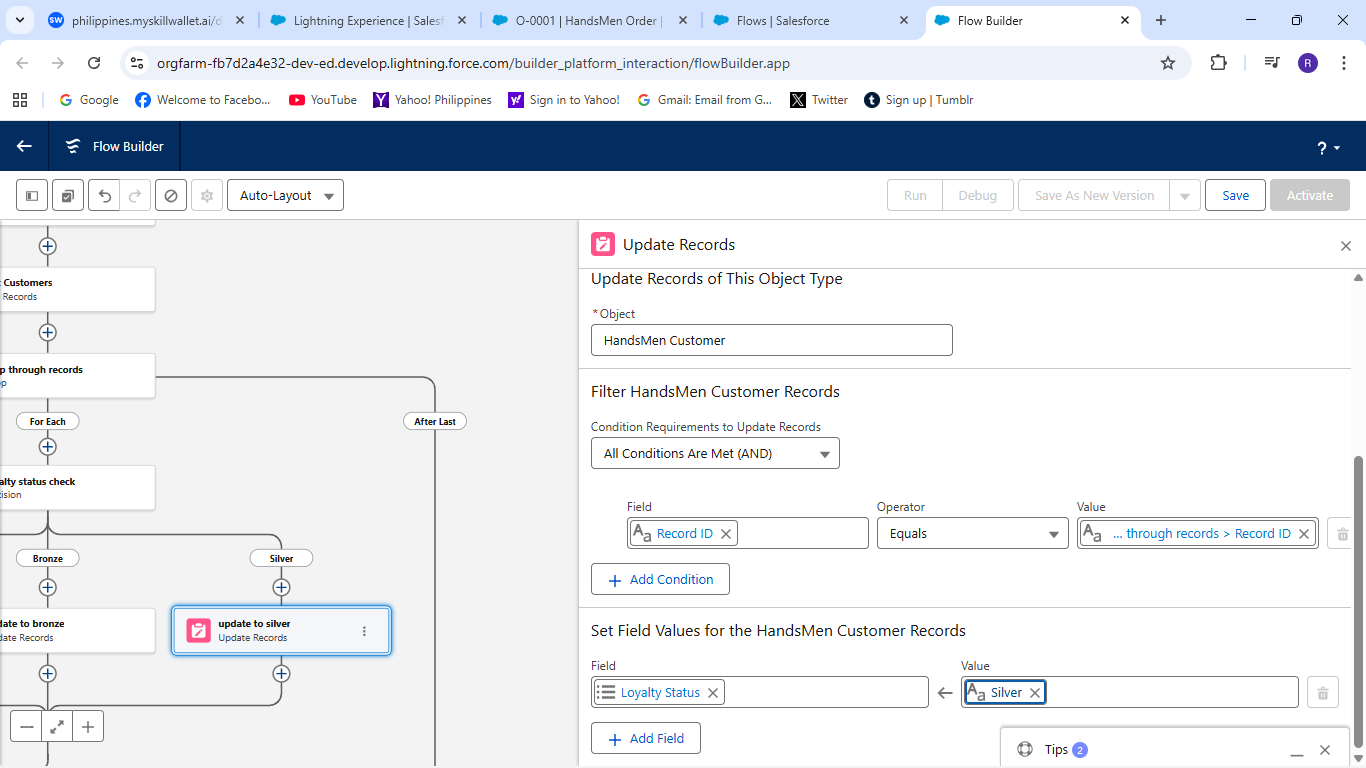 philippines.myskillwallet.ai/d
Lightning Experience | Salesf
O-0001 | HandsMen Order |
Flows | Salesforce
Flow Builder
orgfarm-fb7d2a4e32-dev-ed.develop.lightning.force.com/builder_platform_interaction/flowBuilder.app
R
Google
Welcome to Facebo...
YouTube
Yahoo! Philippines
Sign in to Yahoo!
Gmail: Email from G...
Twitter
Sign up | Tumblr
Flow Builder
?
Auto-Layout
Run
Debug
Save As New Version
Save
Activate
Customers
Records
p through records
p
For Each
After Last
alty status check
ision
Bronze
Silver
date to bronze
date Records
update to silver
Update Records
Update Records
Update Records of This Object Type
*Object
HandsMen Customer
Filter HandsMen Customer Records
Condition Requirements to Update Records
All Conditions Are Met (AND)
Field
Operator
Value
Aa Record ID
Equals
Aa ... through records > Record ID
+ Add Condition
Set Field Values for the HandsMen Customer Records
Field
Value
Loyalty Status
Aa Silver
+ Add Field
Tips 2